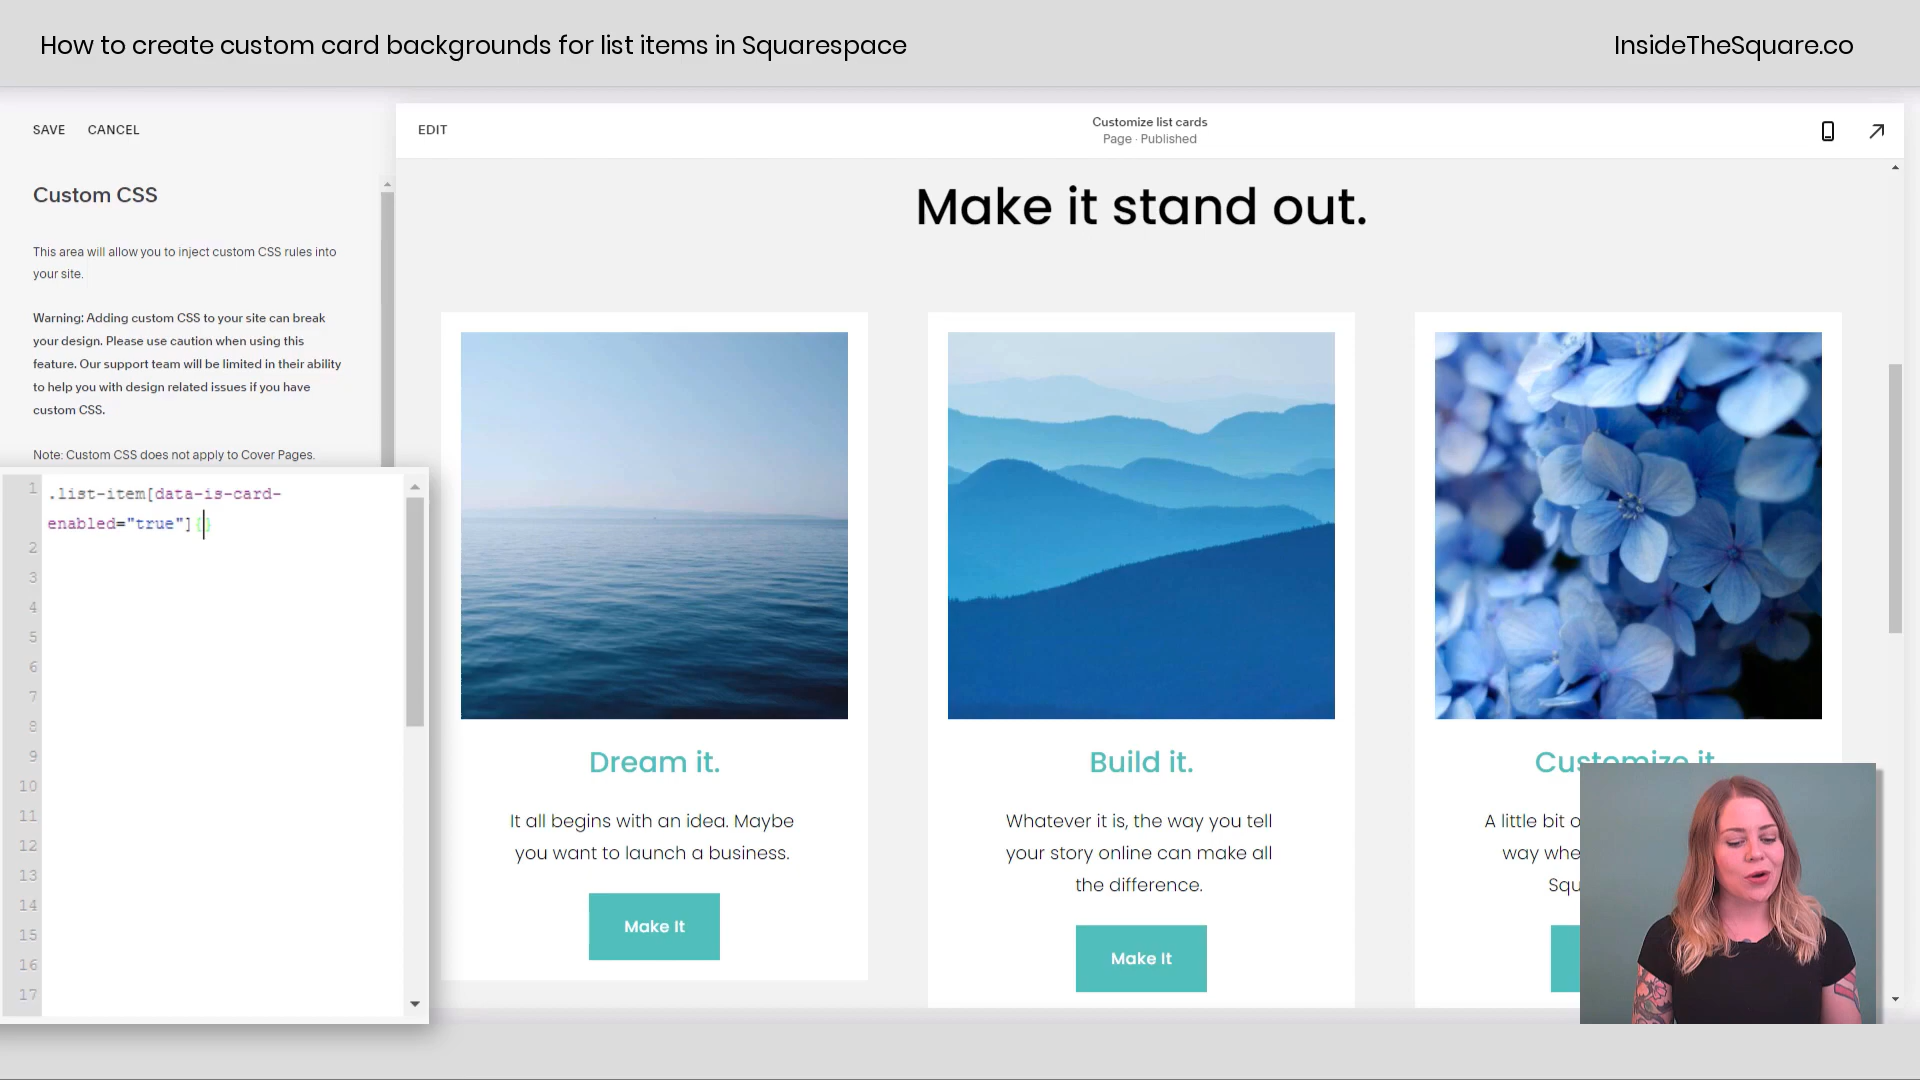 How to create custom card backgrounds for list items in Squarespace
InsideTheSquare.co
SAVE CANCEL
EDIT
Customize list cards
Page · Published
Custom CSS
This area will allow you to inject custom CSS rules into
your site.
Warning: Adding custom CSS to your site can break
your design. Please use caution when using this
feature. Our support team will be limited in their ability
to help you with design related issues if you have
custom CSS.
Note: Custom CSS does not apply to Cover Pages.
1 .list-item[data-is-card-
enabled="true"]{}
2
3
4
5
6
7
8
9
10
11
12
13
14
15
16
17
Make it stand out.
Dream it.
It all begins with an idea. Maybe
you want to launch a business.
Make It
Build it.
Whatever it is, the way you tell
your story online can make all
the difference.
Make It
Customize it
A little bit
way